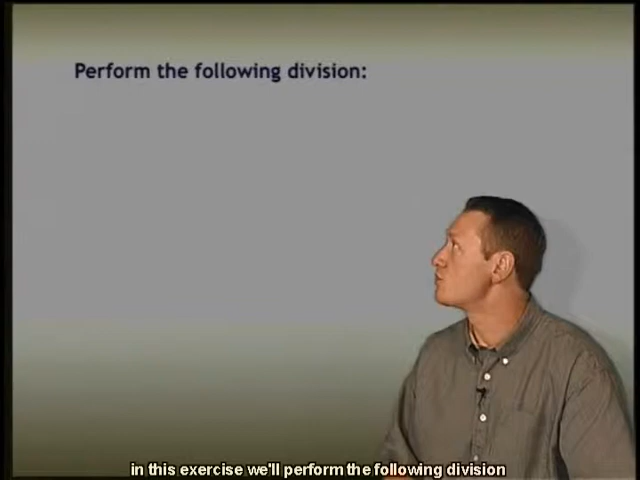 Perform the following division:
in this exercise we'll perform the following division